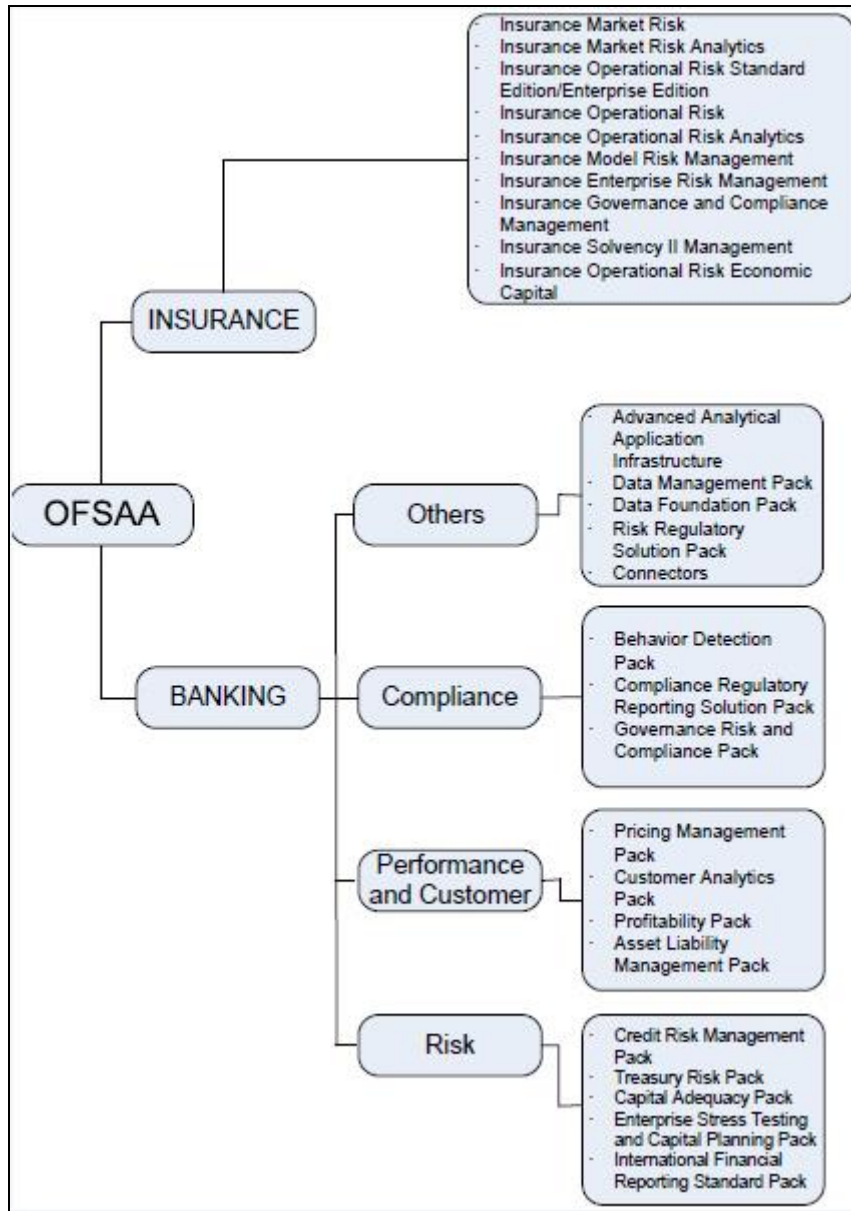 - Insurance Market Risk
- Insurance Market Risk Analytics
- Insurance Operational Risk Standard
Edition/Enterprise Edition
- Insurance Operational Risk
- Insurance Operational Risk Analytics
- Insurance Model Risk Management
- Insurance Enterprise Risk Management
- Insurance Governance and Compliance
Management
- Insurance Solvency II Management
- Insurance Operational Risk Economic
Capital
INSURANCE
OFSAA
BANKING
Others
- Advanced Analytical
Application
Infrastructure
- Data Management Pack
- Data Foundation Pack
- Risk Regulatory
Solution Pack
- Connectors
Compliance
- Behavior Detection
Pack
- Compliance Regulatory
Reporting Solution Pack
- Governance Risk and
Compliance Pack
Performance
and Customer
- Pricing Management
Pack
- Customer Analytics
Pack
- Profitability Pack
- Asset Liability
Management Pack
Risk
- Credit Risk Management
Pack
- Treasury Risk Pack
- Capital Adequacy Pack
- Enterprise Stress Testing
and Capital Planning Pack
- International Financial
Reporting Standard Pack